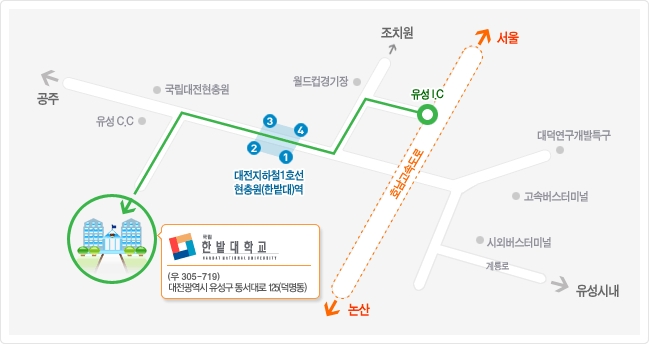 조치원
서울
월드컵경기장
공주
국립대전현충원
유성 I.C
유성 C.C
3
4
2
1
대덕연구개발특구
대전지하철1호선
현충원(한밭대)역
호남고속도로
고속버스터미널
국립
한밭대학교
HANBAT NATIONAL UNIVERSITY
시외버스터미널
계룡로
(우 305-719)
대전광역시 유성구 동서대로 125(덕명동)
유성시내
논산